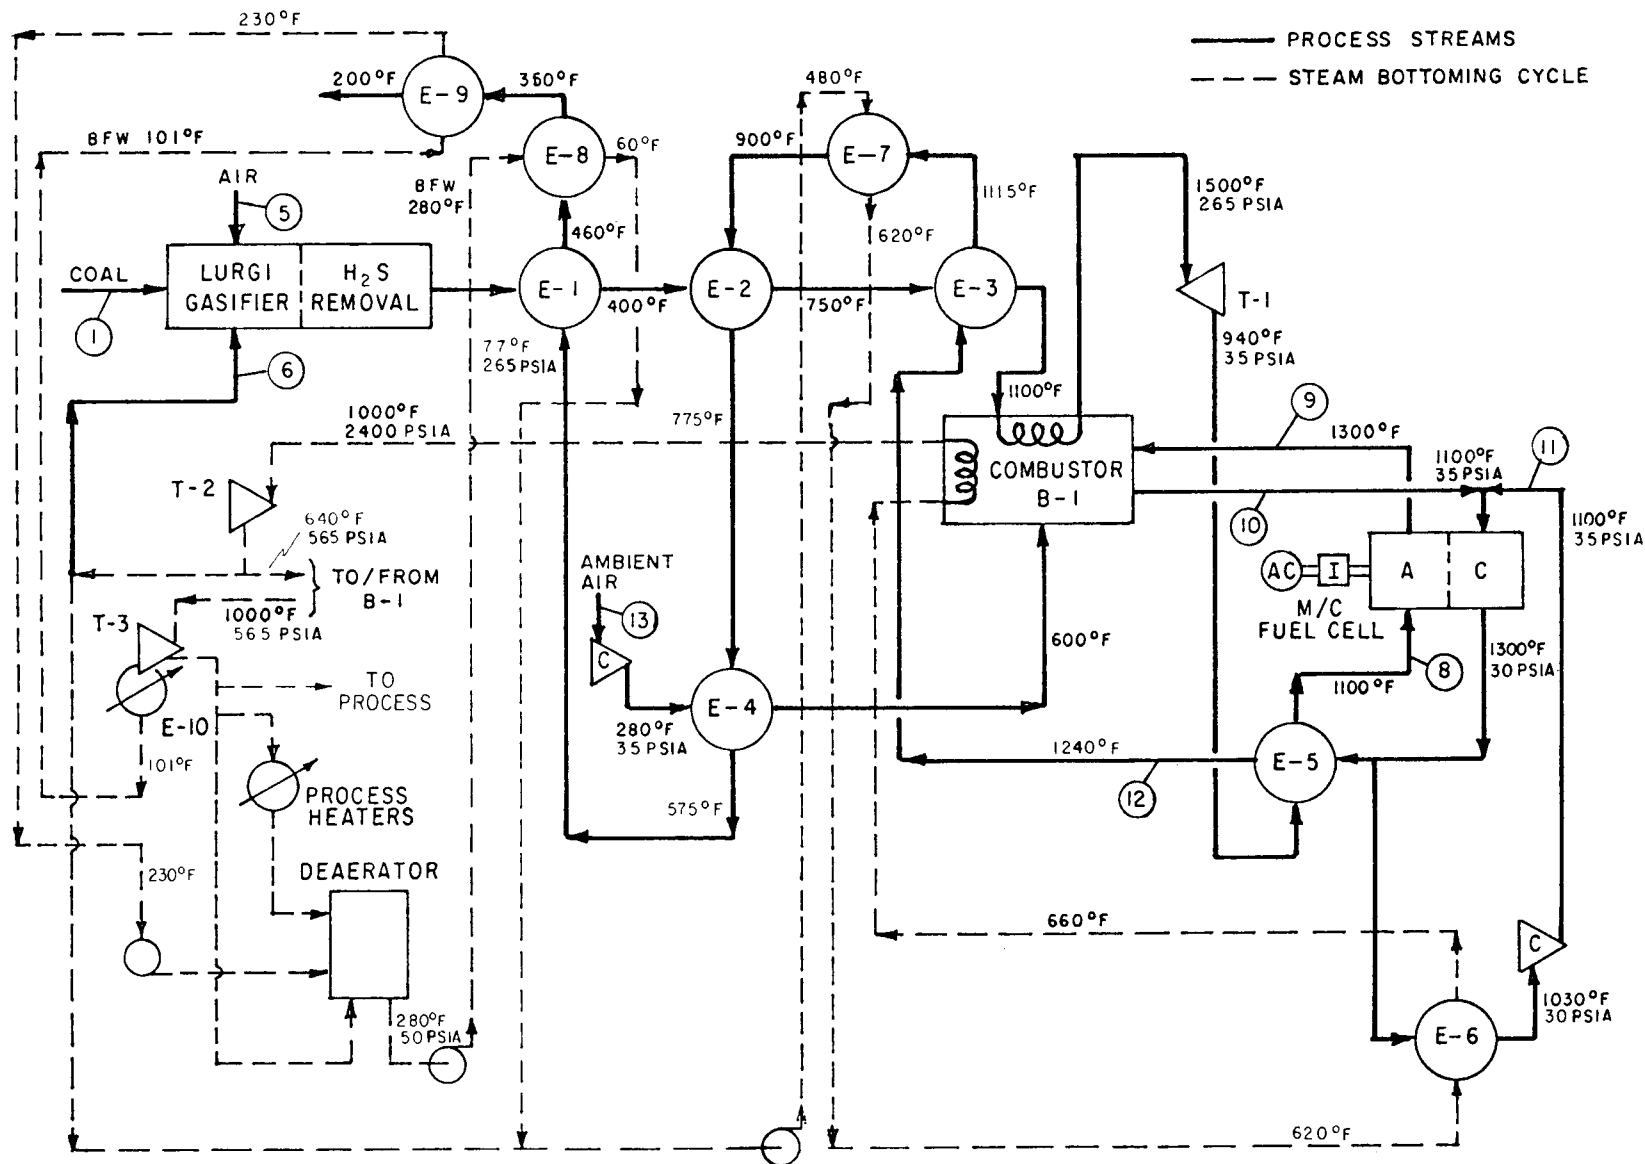 230°F
PROCESS STREAMS
STEAM BOTTOMING CYCLE
200°F
E-9
360°F
480°F
BFW 101°F
E-8
60°F
900°F
E-7
AIR
5
BFW
280°F
1115°F
1500°F
265 PSIA
COAL
1
LURGI
GASIFIER
H2S
REMOVAL
460°F
E-1
400°F
E-2
620°F
750°F
E-3
T-1
77°F
265 PSIA
940°F
35 PSIA
6
1100°F
1000°F
2400 PSIA
775°F
9
1300°F
COMBUSTOR
B-1
1100°F
35 PSIA
11
T-2
640°F
565 PSIA
10
1100°F
35 PSIA
AMBIENT
AIR
TO/FROM
B-1
AC
I
A
C
M/C
FUEL CELL
1000°F
565 PSIA
T-3
13
C
600°F
1300°F
30 PSIA
8
1100°F
TO
PROCESS
E-10
280°F
35 PSIA
E-4
101°F
1240°F
E-5
12
PROCESS
HEATERS
575°F
DEAERATOR
230°F
660°F
C
280°F
50 PSIA
1030°F
30 PSIA
E-6
620°F